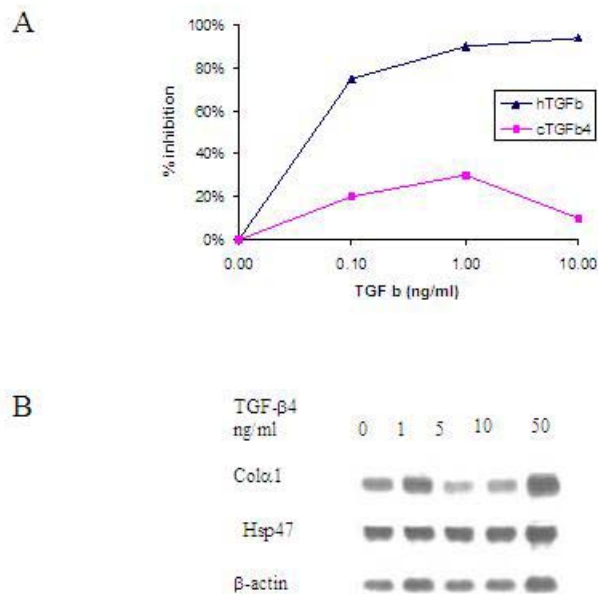 A
100%
80%
60%
40%
20%
0%
% inhibition
hTGFb
cTGFb4
0.00 0.10 1.00 10.00
TGF b (ng/ml)
B
TGF-β4
ng/ml 0 1 5 10 50
Colα1
Hsp47
β-actin